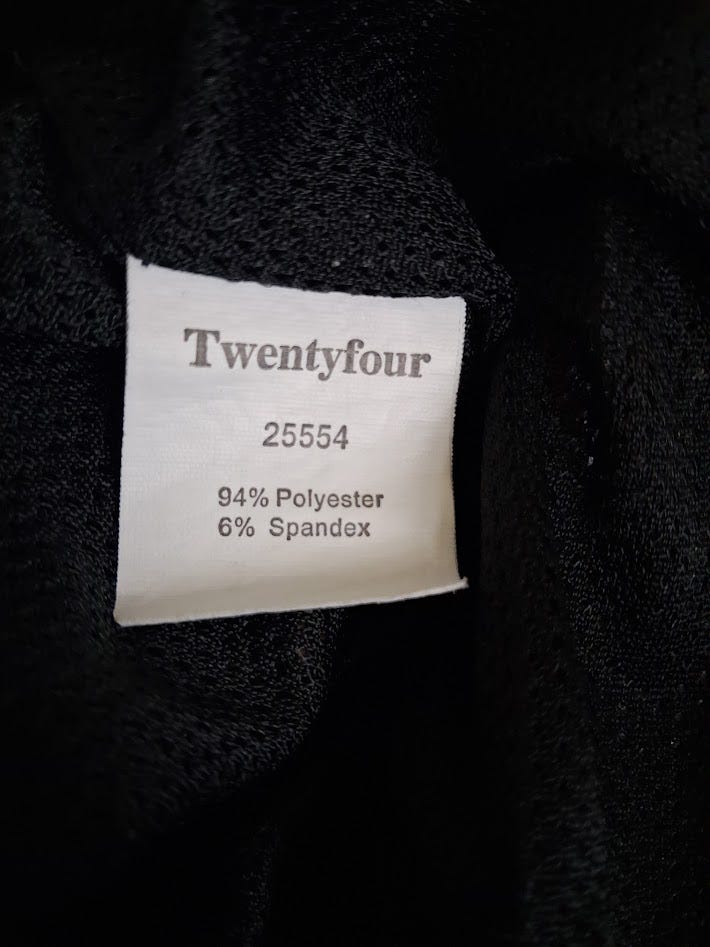 Twentyfour
25554
94% Polyester
6% Spandex